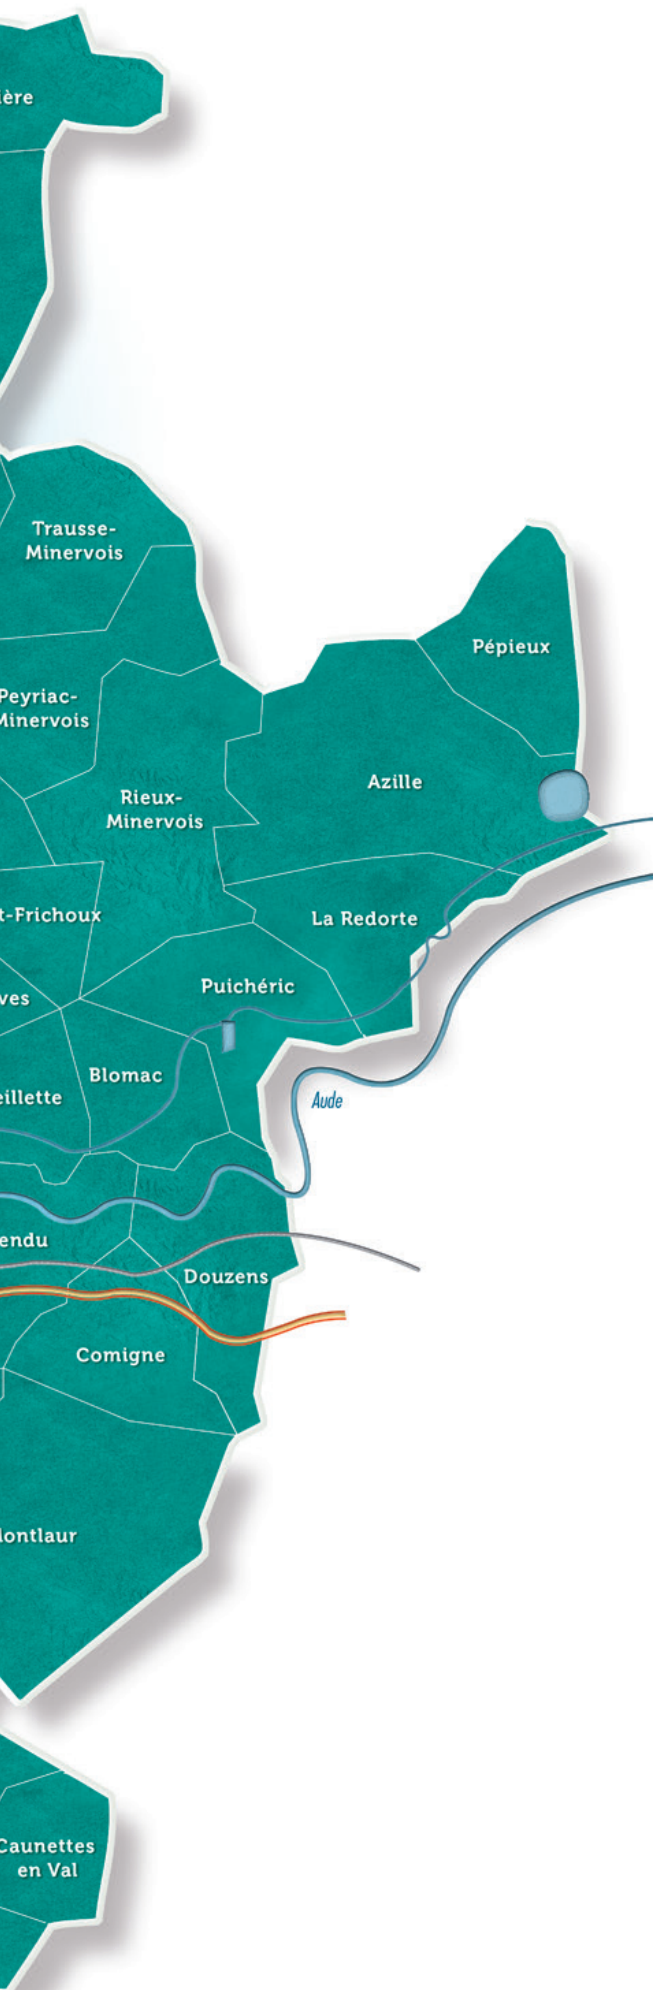 ière
Trausse-
Minervois
Pépieux
Peyriac-
Minervois
Azille
Rieux-
Minervois
t-Frichoux
La Redorte
Puichéric
ves
Blomac
eillette
Aude
endu
Douzens
Comigne
ontlaur
Caunettes
en Val